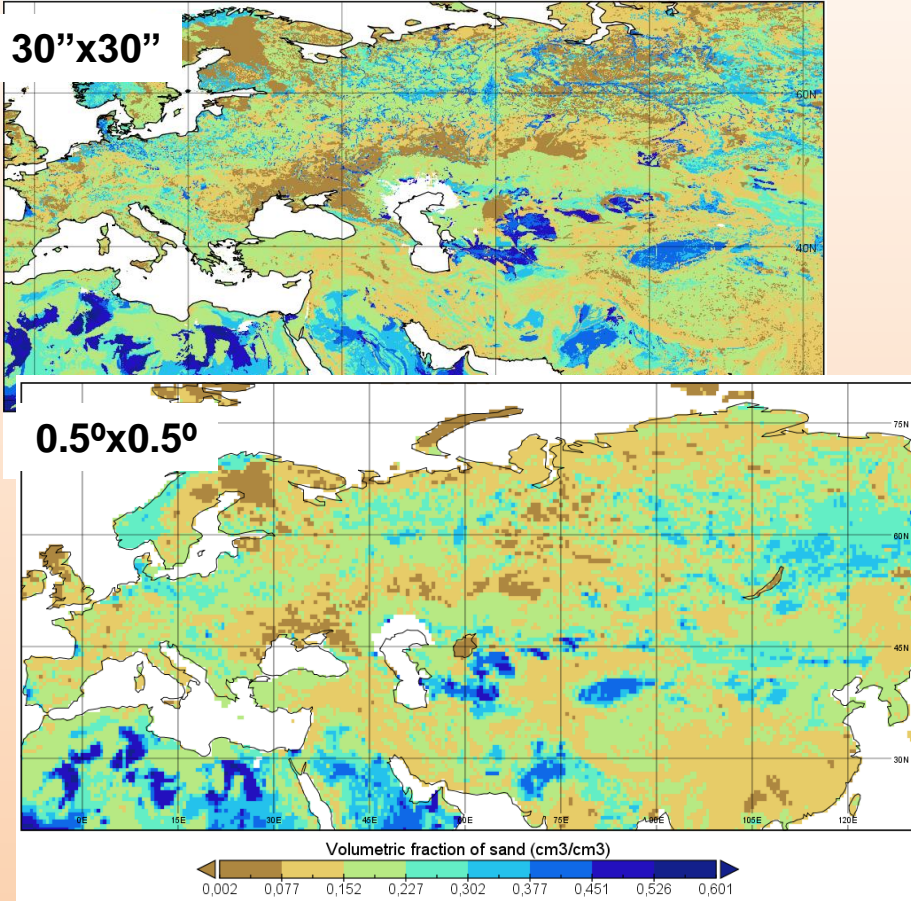 30”x30”
60N
40N
0.5ºx0.5º
75N
60N
45N
30N
0E 15E 30E 45E 60E 75E 90E 105E 120E
Volumetric fraction of sand (cm3/cm3)
0,002 0,077 0,152 0,227 0,302 0,377 0,451 0,526 0,601